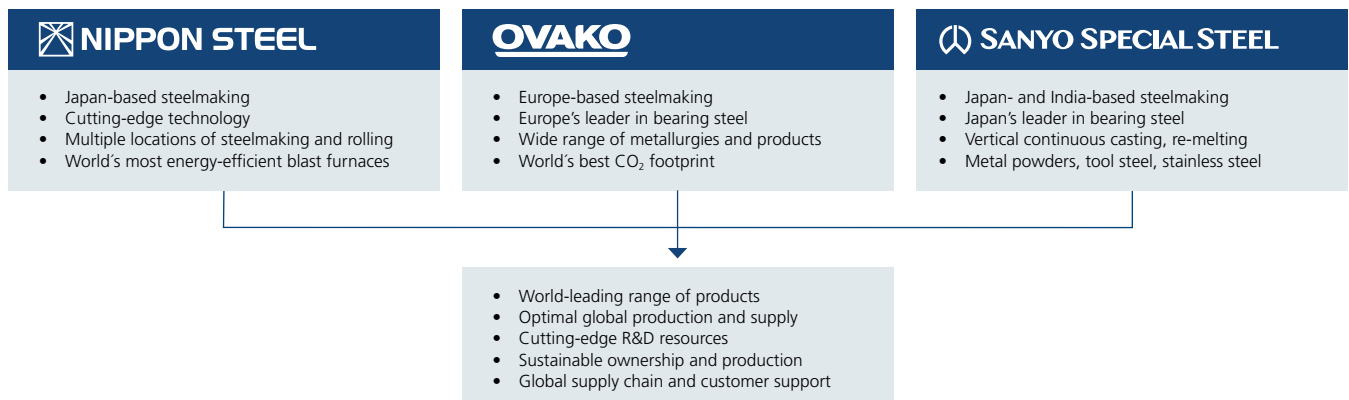 NIPPON STEEL
• Japan-based steelmaking
• Cutting-edge technology
• Multiple locations of steelmaking and rolling
• World´s most energy-efficient blast furnaces
OVAKO
• Europe-based steelmaking
• Europe’s leader in bearing steel
• Wide range of metallurgies and products
• World´s best CO₂ footprint
SANYO SPECIAL STEEL
• Japan- and India-based steelmaking
• Japan’s leader in bearing steel
• Vertical continuous casting, re-melting
• Metal powders, tool steel, stainless steel
• World-leading range of products
• Optimal global production and supply
• Cutting-edge R&D resources
• Sustainable ownership and production
• Global supply chain and customer support